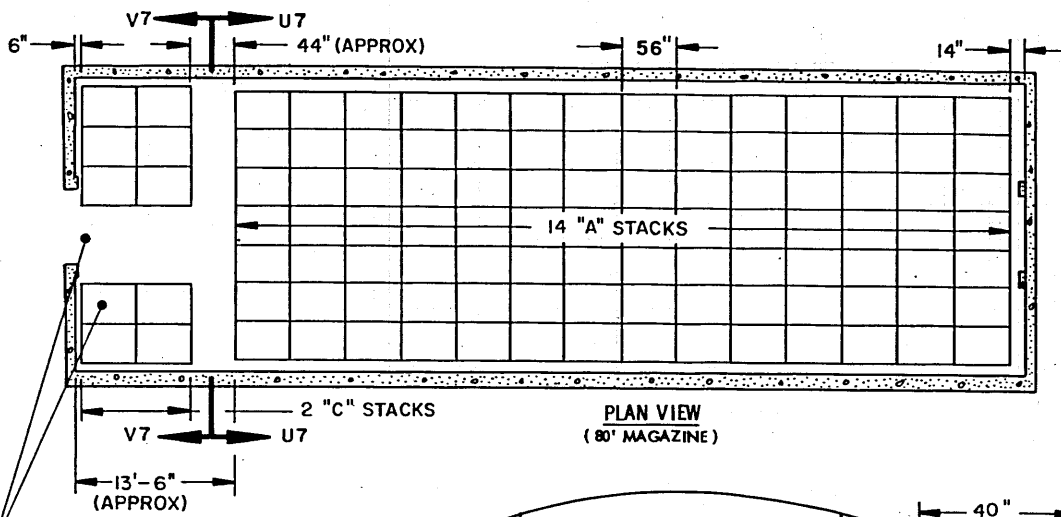 V7 U7
6" 44" (APPROX) 56" 14"
14 "A" STACKS
2 "C" STACKS
V7 U7
PLAN VIEW
(80' MAGAZINE)
13'-6"
(APPROX)
40"